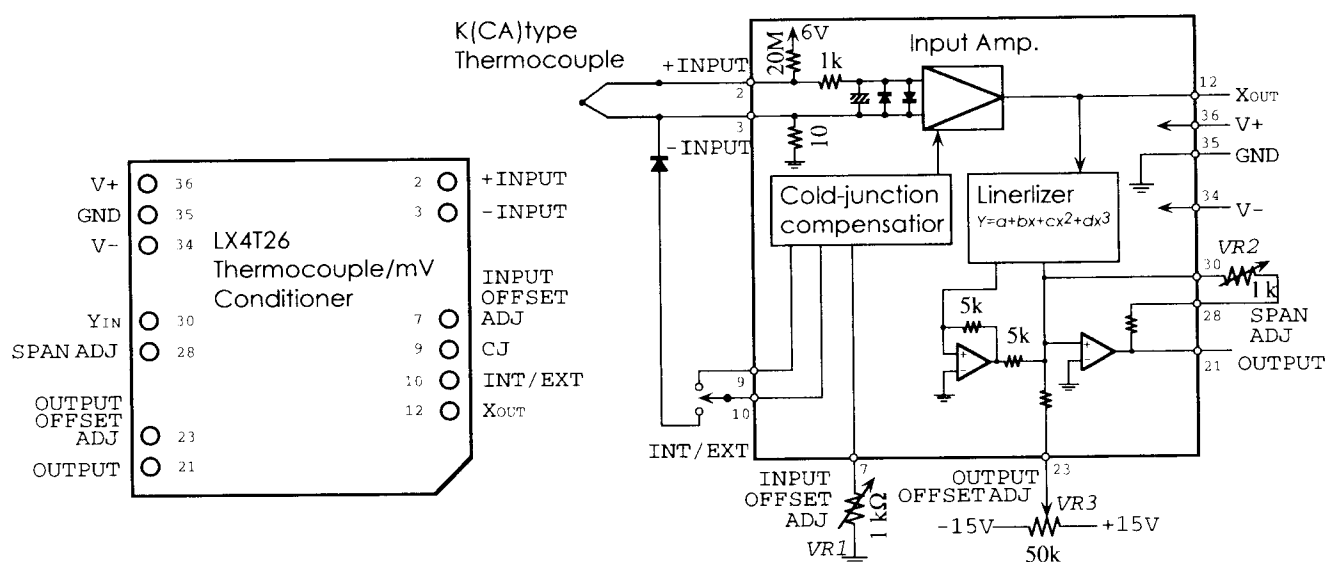 V+ 36
GND 35
V- 34
YIN 30
SPAN ADJ 28
OUTPUT
OFFSET
ADJ 23
OUTPUT 21
LX4T26
Thermocouple/mV
Conditioner
2 +INPUT
3 -INPUT
INPUT
OFFSET
7 ADJ
9 CJ
10 INT/EXT
12 XOUT
K(CA)type
Thermocouple
+INPUT
2
3
-INPUT
6V
20M
1k
10
Input Amp.
Cold-junction
compensatior
Linerlizer
Y=a+bx+cx2+dx3
12 XOUT
36 V+
35 GND
34 V-
VR2
30
1k
28 SPAN
ADJ
21 OUTPUT
5k
5k
+
-
+
-
9
10
INT/EXT
7
INPUT
OFFSET
ADJ
1kΩ
VR1
23
OUTPUT
OFFSET ADJ
VR3
-15V
+15V
50k